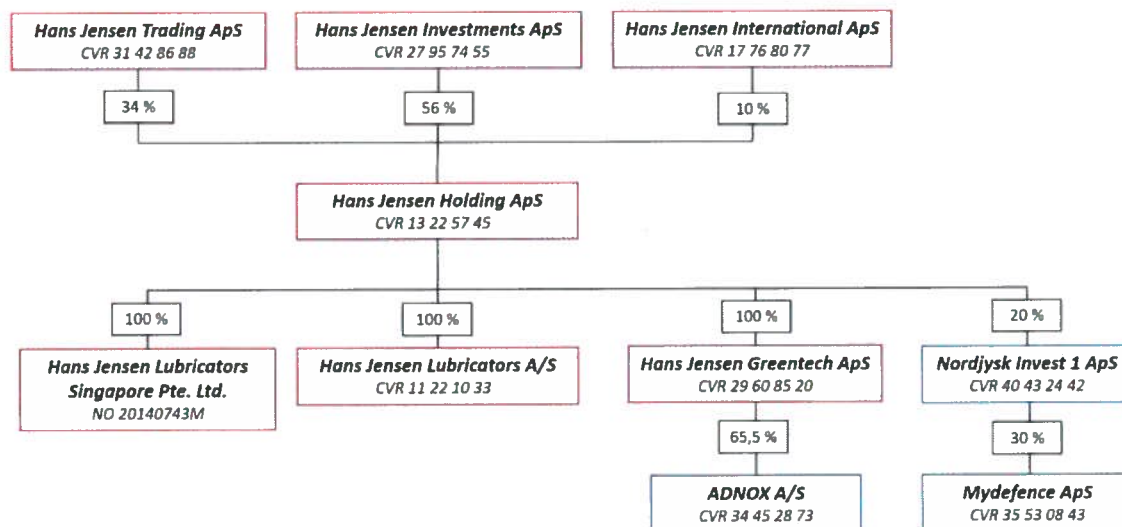 Hans Jensen Trading ApS
CVR 31 42 86 88
Hans Jensen Investments ApS
CVR 27 95 74 55
Hans Jensen International ApS
CVR 17 76 80 77
34 %
56 %
10 %
Hans Jensen Holding ApS
CVR 13 22 57 45
100 %
100 %
100 %
20 %
Hans Jensen Lubricators
Singapore Pte. Ltd.
NO 20140743M
Hans Jensen Lubricators A/S
CVR 11 22 10 33
Hans Jensen Greentech ApS
CVR 29 60 85 20
Nordjysk Invest 1 ApS
CVR 40 43 24 42
65,5 %
30 %
ADNOX A/S
CVR 34 45 28 73
Mydefence ApS
CVR 35 53 08 43